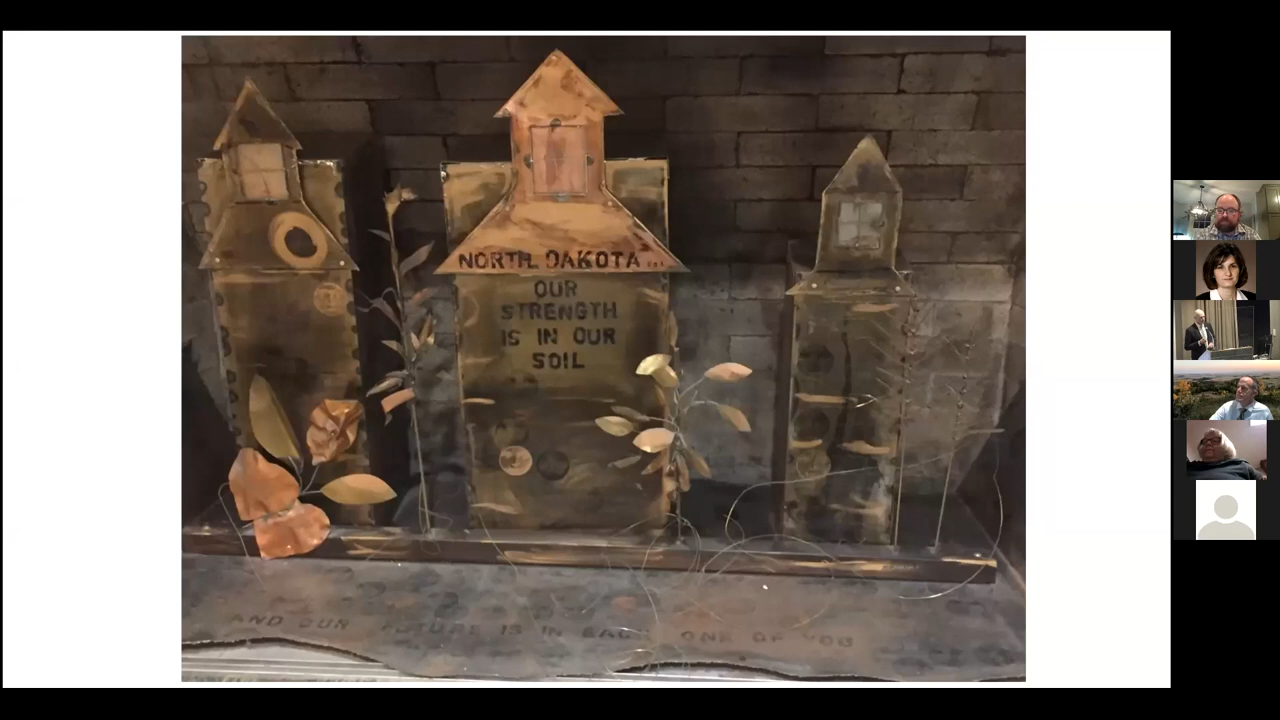 NORTH DAKOTA...
OUR
STRENGTH
IS IN OUR
SOIL
AND OUR FUTURE IS IN EACH ONE OF YOU